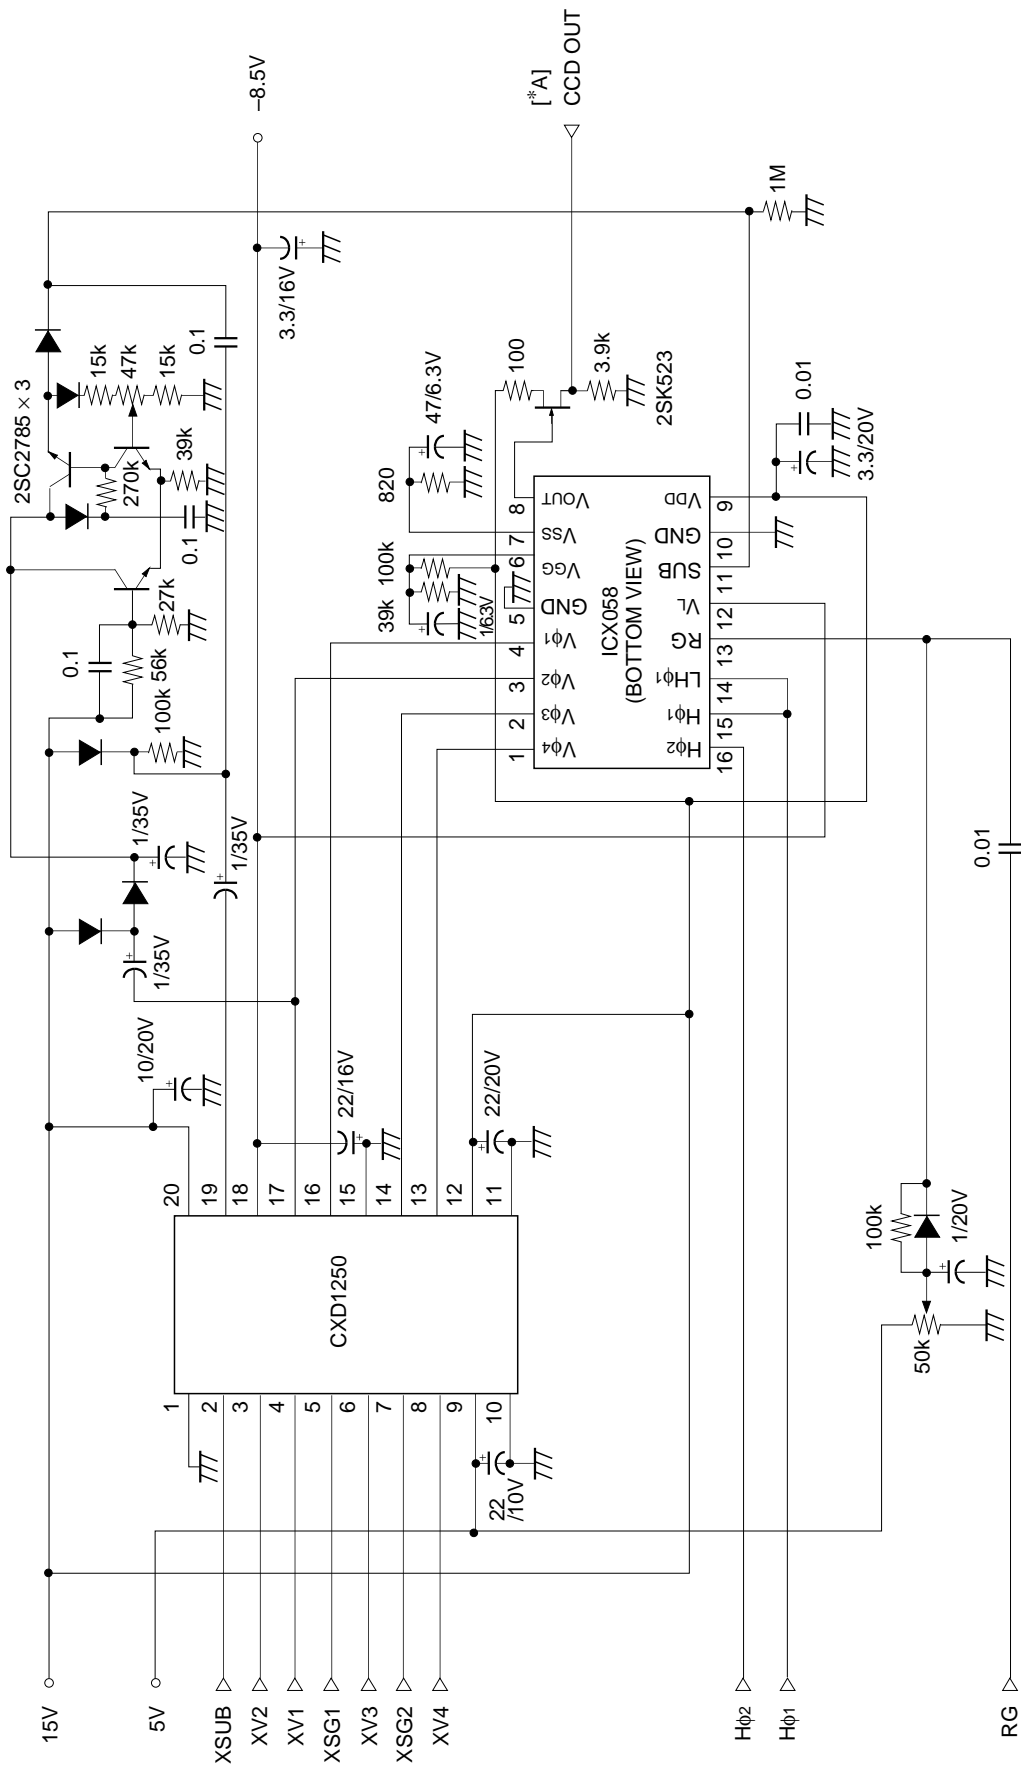 15V
5V
XSUB
XV2
XV1
XSG1
XV3
XSG2
XV4
Hϕ2
Hϕ1
RG
22
/10V
1
2
3
4
5
6
7
8
9
10
CXD1250
20
19
18
17
16
15
14
13
12
11
10/20V
22/16V
22/20V
1/35V
1/35V
1/35V
100k
56k
0.1
27k
0.1
270k
39k
2SC2785 × 3
15k
47k
15k
0.1
–8.5V
3.3/16V
[*A]
CCD OUT
1M
39k
100k
1/6.3V
820
47/6.3V
100
3.9k
2SK523
0.01
3.3/20V
1
2
3
4
5
6
7
8
Vϕ4
Vϕ3
Vϕ2
Vϕ1
GND
VGG
VSS
VOUT
ICX058
(BOTTOM VIEW)
Hϕ2
Hϕ1
LHϕ1
RG
VL
SUB
GND
VDD
16
15
14
13
12
11
10
9
50k
100k
1/20V
0.01